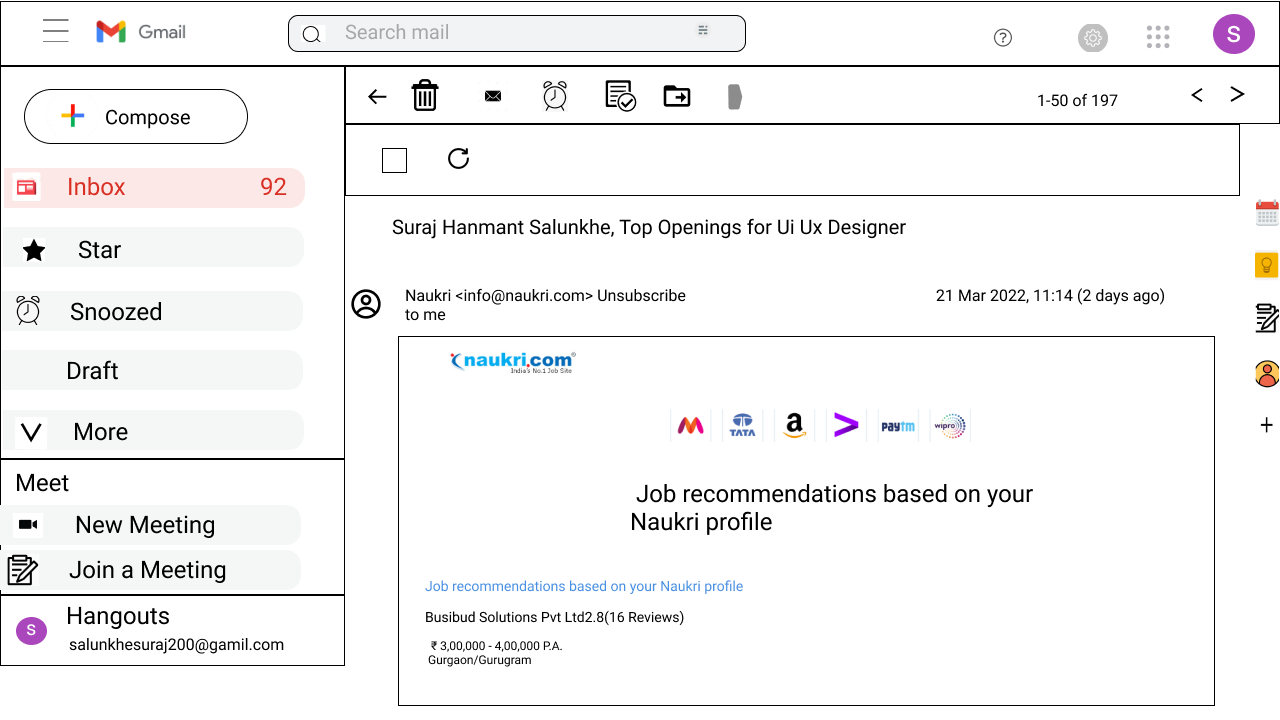 Gmail
Search mail
?
S
Compose
1-50 of 197
Inbox 92
Star
Snoozed
Draft
More
Meet
New Meeting
Join a Meeting
S
Hangouts
salunkhesuraj200@gamil.com
Suraj Hanmant Salunkhe, Top Openings for Ui Ux Designer
Naukri <info@naukri.com> Unsubscribe 21 Mar 2022, 11:14 (2 days ago)
to me
naukri.com
India's No.1 Job Site
TATA
a
paytm
wipro
Job recommendations based on your
Naukri profile
Job recommendations based on your Naukri profile
Busibud Solutions Pvt Ltd2.8(16 Reviews)
₹ 3,00,000 - 4,00,000 P.A.
Gurgaon/Gurugram